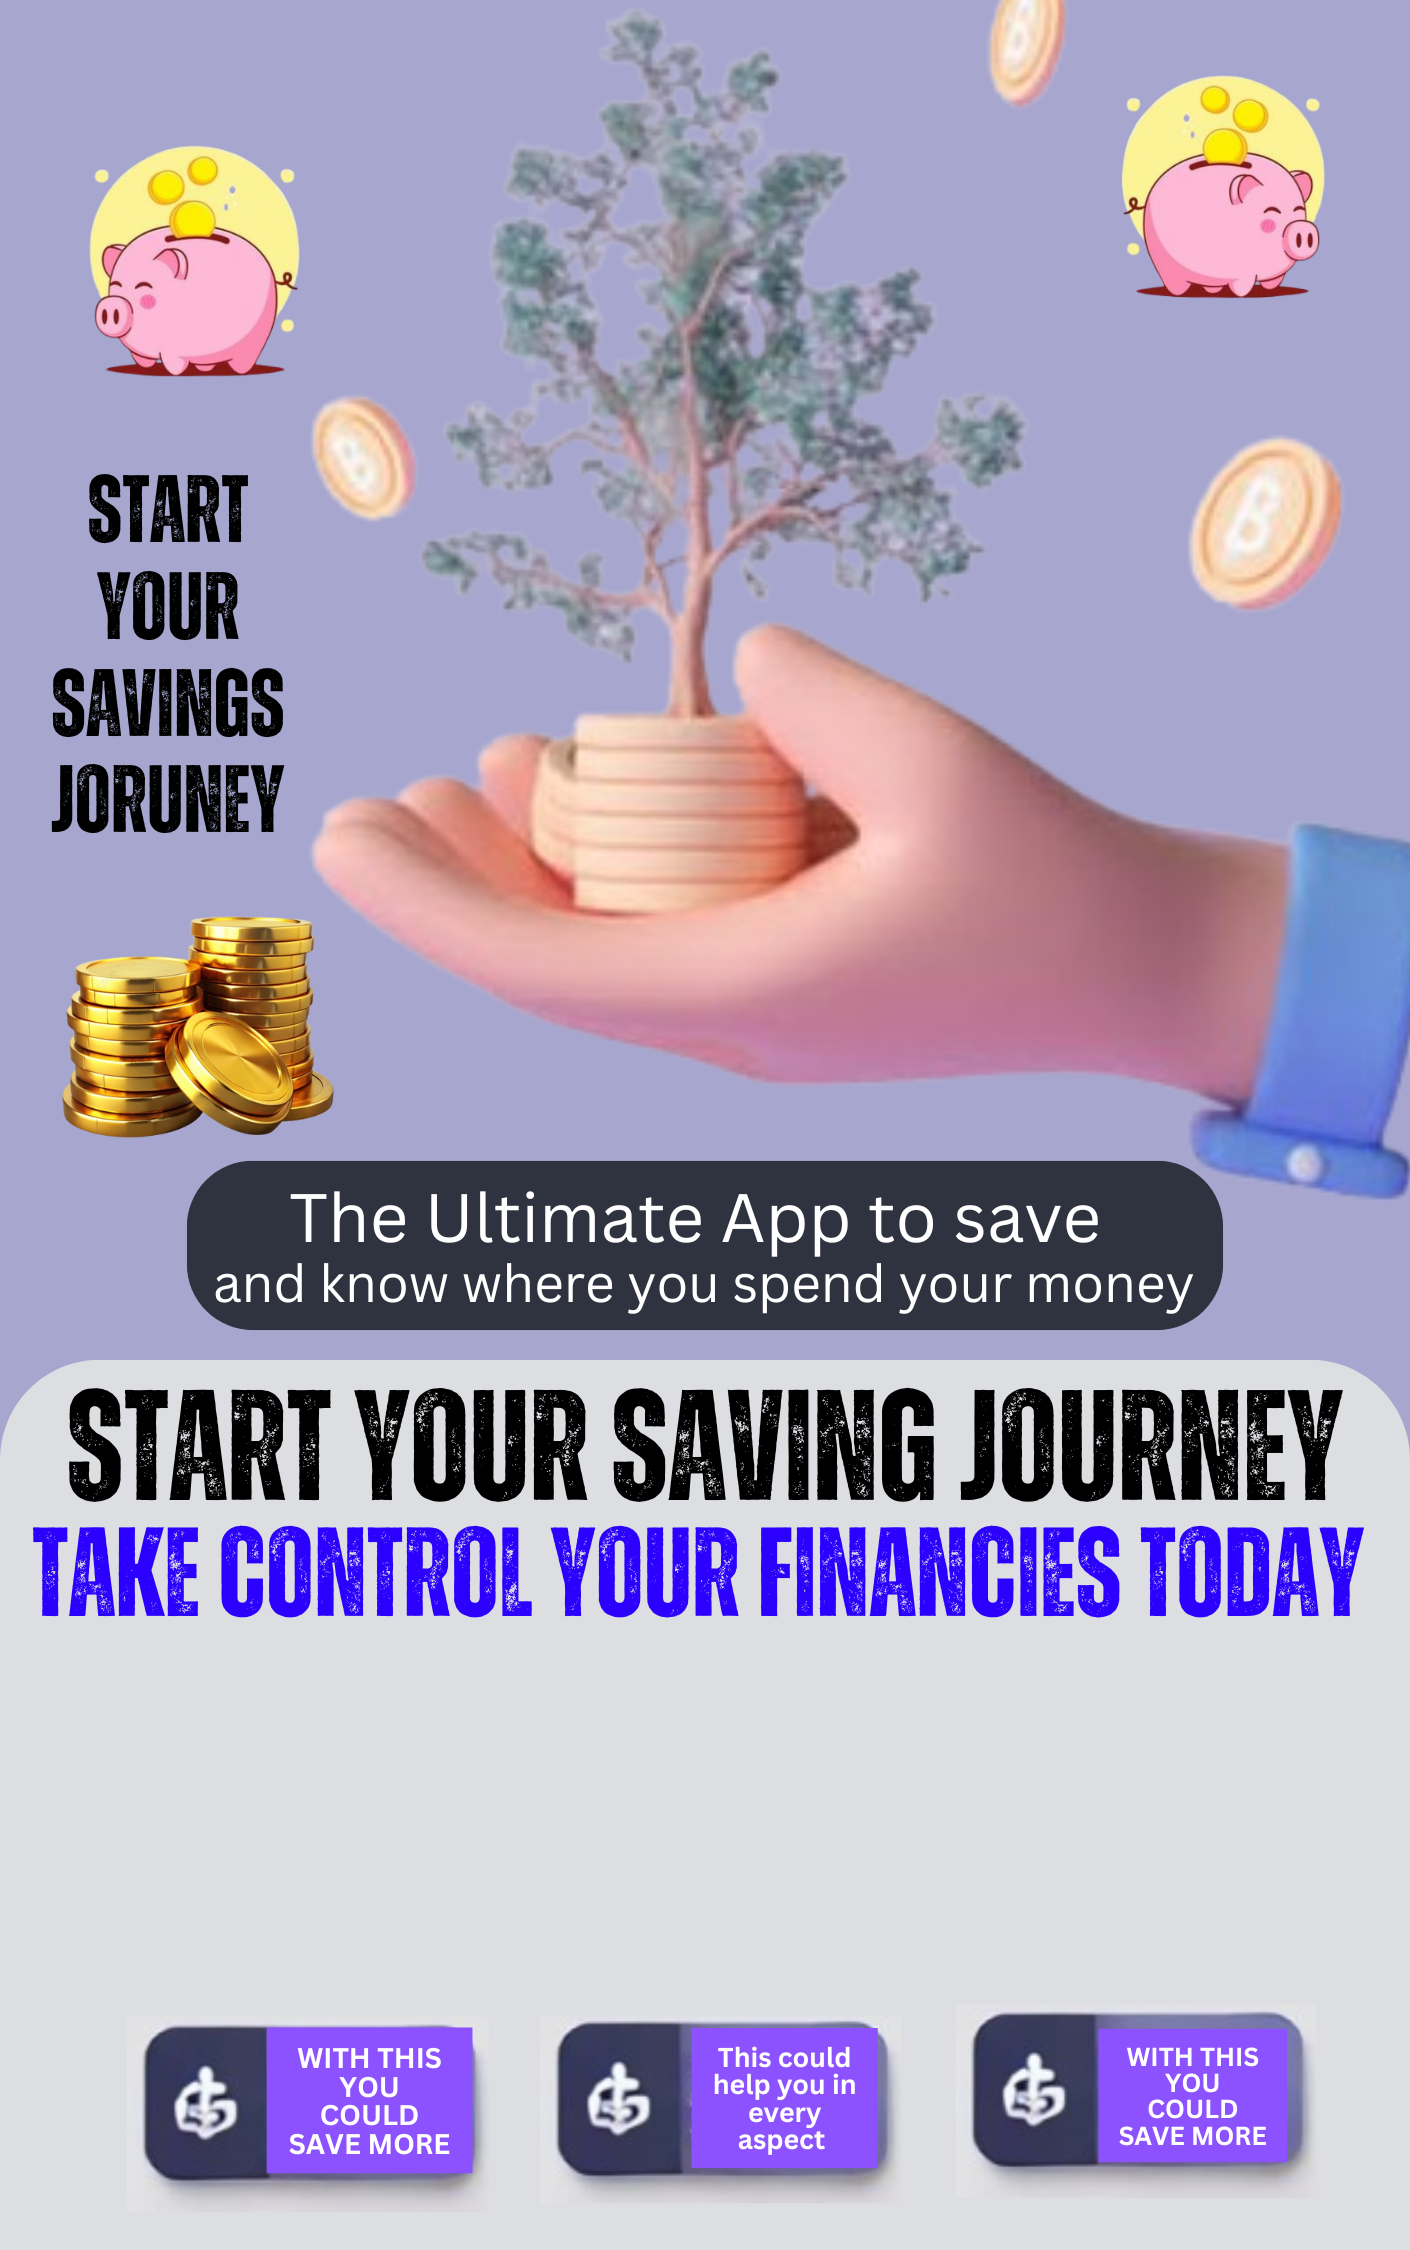 START
YOUR
SAVINGS
JORUNEY
The Ultimate App to save
and know where you spend your money
START YOUR SAVING JOURNEY
TAKE CONTROL YOUR FINANCIES TODAY
WITH THIS
YOU
COULD
SAVE MORE
This could
help you in
every
aspect
WITH THIS
YOU
COULD
SAVE MORE